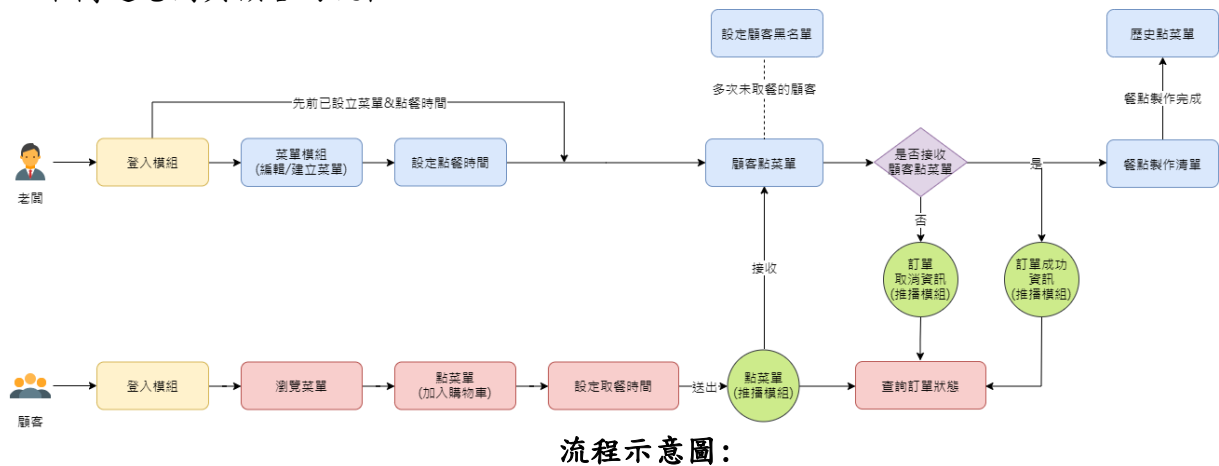 設定顧客黑名單
歷史點菜單
多次未取餐的顧客
餐點製作完成
先前已設立菜單&點餐時間
老闆
登入模組
菜單模組
(編輯/建立菜單)
設定點餐時間
顧客點菜單
是否接收
顧客點菜單
是
餐點製作清單
否
接收
訂單
取消資訊
(推播模組)
訂單成功
資訊
(推播模組)
顧客
登入模組
瀏覽菜單
點菜單
(加入購物車)
設定取餐時間
送出
點菜單
(推播模組)
查詢訂單狀態
流程示意圖: